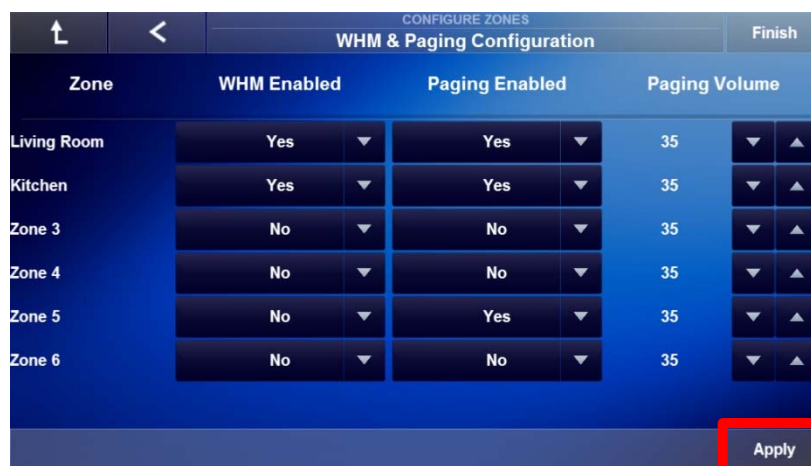 CONFIGURE ZONES
WHM & Paging Configuration
Finish
Zone WHM Enabled Paging Enabled Paging Volume
Living Room Yes Yes 35
Kitchen Yes Yes 35
Zone 3 No No 35
Zone 4 No No 35
Zone 5 No Yes 35
Zone 6 No No 35
Apply